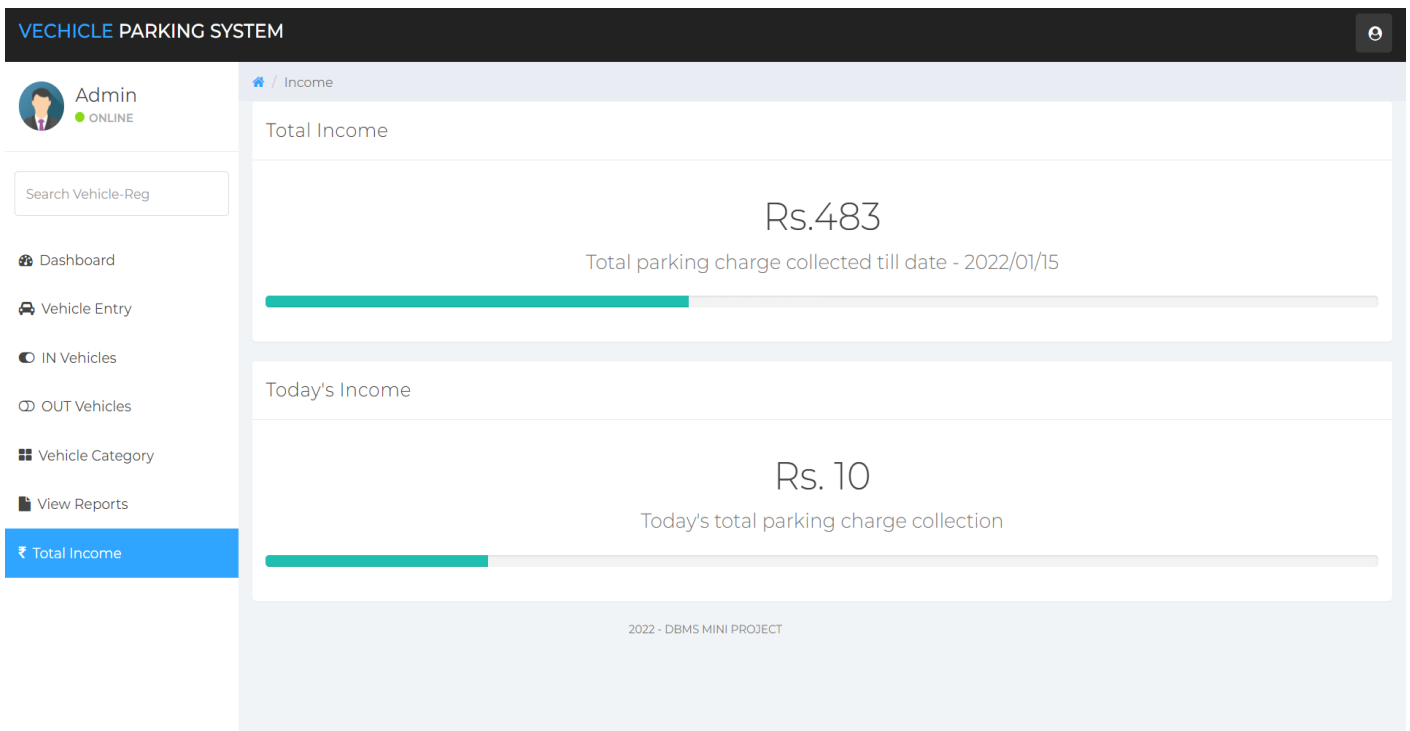 VECHICLE PARKING SYSTEM
Admin
ONLINE
Search Vehicle-Reg
Dashboard
Vehicle Entry
IN Vehicles
OUT Vehicles
Vehicle Category
View Reports
₹ Total Income
/ Income
Total Income
Rs.483
Total parking charge collected till date - 2022/01/15
Today's Income
Rs. 10
Today's total parking charge collection
2022 - DBMS MINI PROJECT